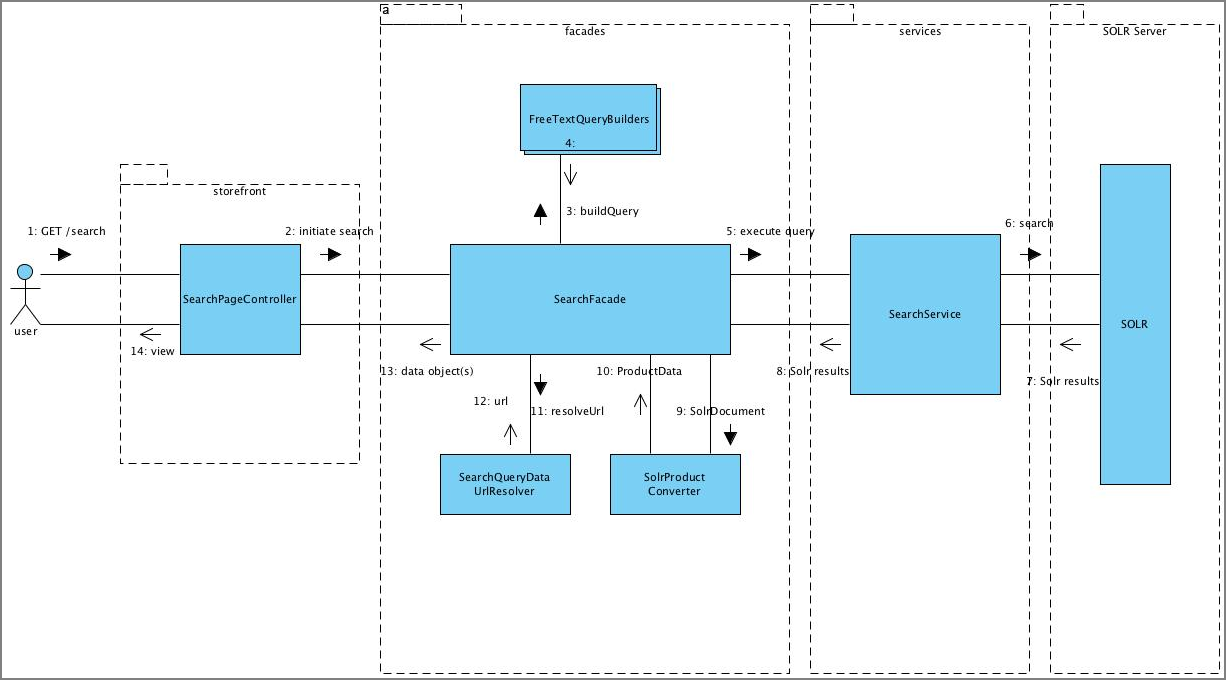 a
facades
services
SOLR Server
FreeTextQueryBuilders
4:
storefront
3: buildQuery
1: GET /search
2: initiate search
5: execute query
6: search
SearchPageController
SearchFacade
SearchService
SOLR
user
14: view
13: data object(s)
10: ProductData
8: Solr results
7: Solr results
12: url
11: resolveUrl
9: SolrDocument
SearchQueryData
UrlResolver
SolrProduct
Converter